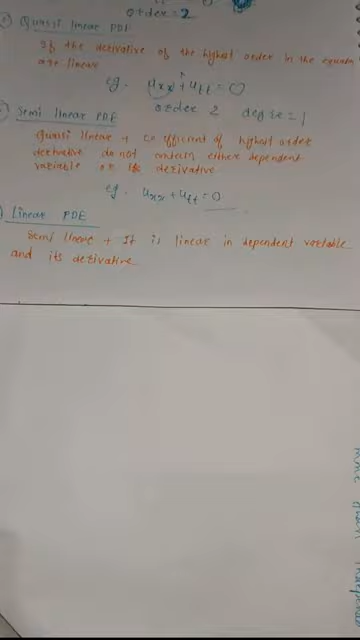 order = 2
Quasi linear PDF
If the derivative of the highest order in the equation
are linear
eg. uxx + utt = 0
order 2 degree = 1
Semi linear PDF
Quasi linear + co efficient of highest order
derivative do not contain either dependent
variable or its derivative
eg. uxx + utt = 0
Linear PDE
Semi linear + It is linear in dependent variable
and its derivative